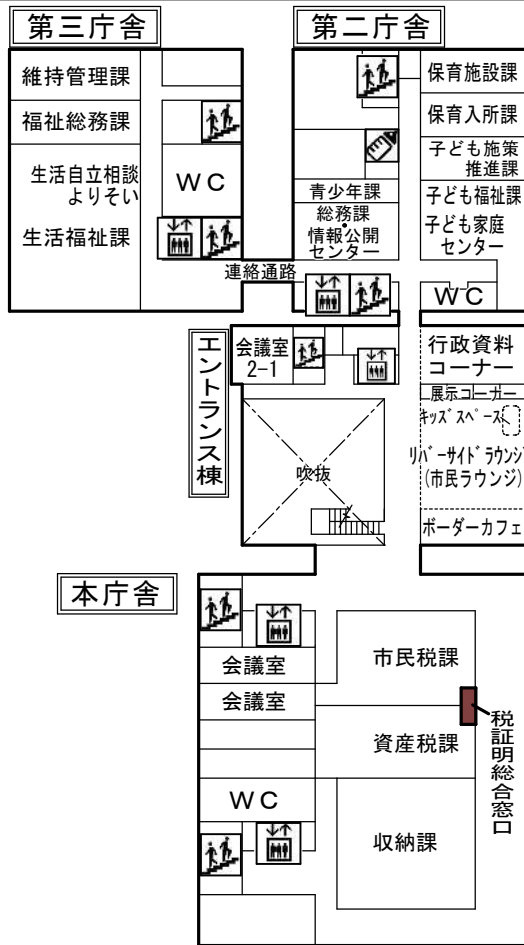 第三庁舎
維持管理課
福祉総務課
生活自立相談
よりそい
生活福祉課
WC
第二庁舎
保育施設課
保育入所課
子ども施策
推進課
子ども福祉課
子ども家庭
センター
青少年課
総務課
情報公開
センター
WC
連絡通路
エントランス棟
会議室
2-1
吹抜
行政資料
コーナー
展示コーナー
キッズスペース
リバーサイドラウンジ
(市民ラウンジ)
ボーダーカフェ
本庁舎
会議室
会議室
WC
市民税課
資産税課
収納課
税証明総合窓口